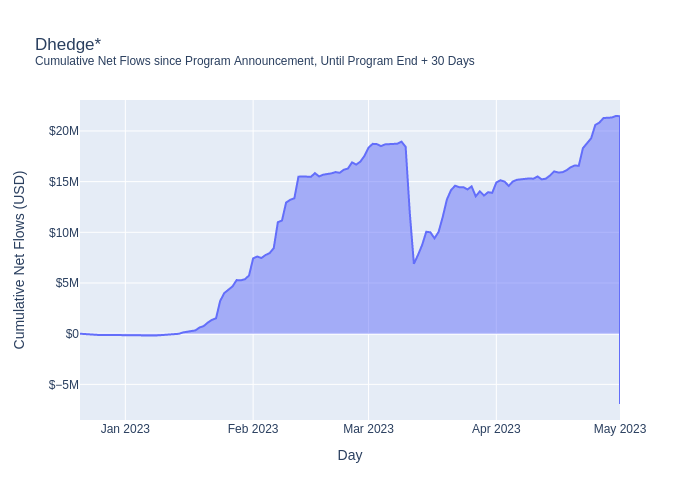 Dhedge*
Cumulative Net Flows since Program Announcement, Until Program End + 30 Days
Cumulative Net Flows (USD)
$20M
$15M
$10M
$5M
$0
$−5M
Jan 2023
Feb 2023
Mar 2023
Apr 2023
May 2023
Day